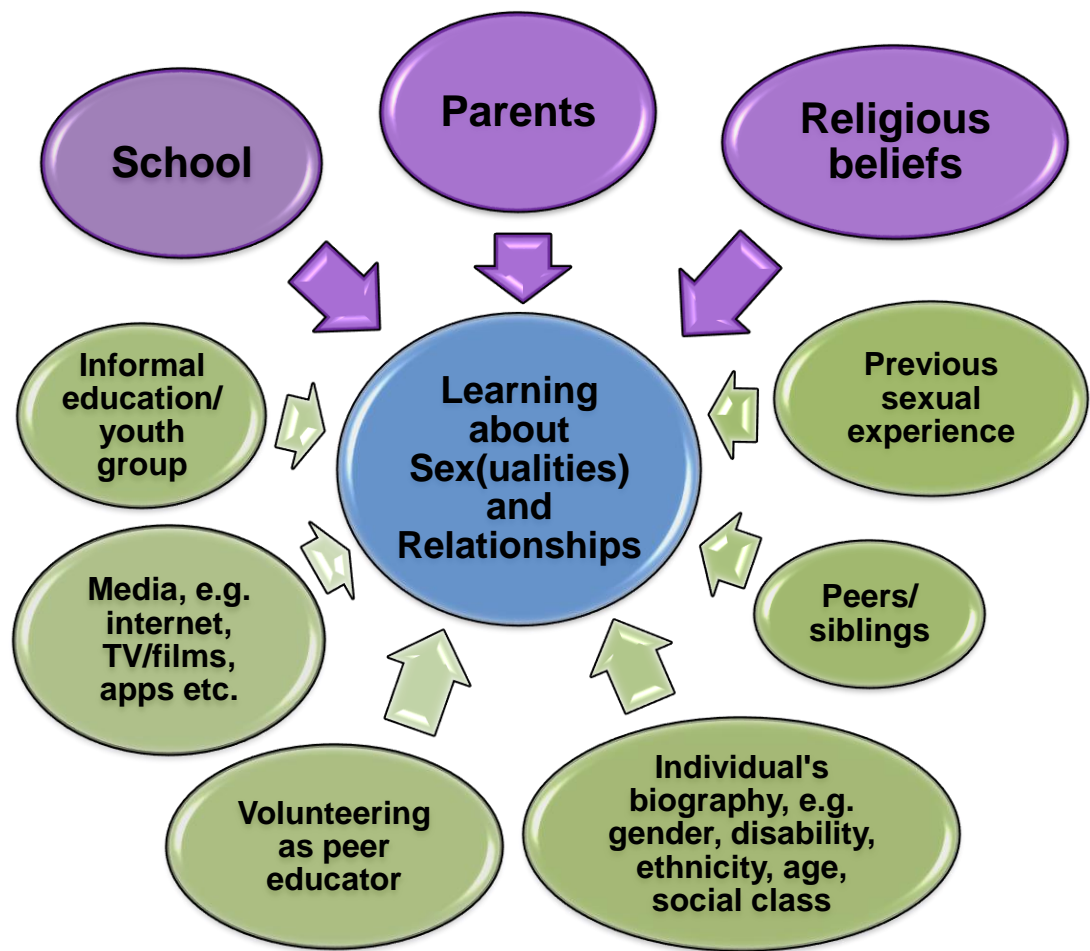 School
Parents
Religious
beliefs
Informal
education/
youth
group
Learning
about
Sex(ualities)
and
Relationships
Previous
sexual
experience
Media, e.g.
internet,
TV/films,
apps etc.
Peers/
siblings
Volunteering
as peer
educator
Individual's
biography, e.g.
gender, disability,
ethnicity, age,
social class